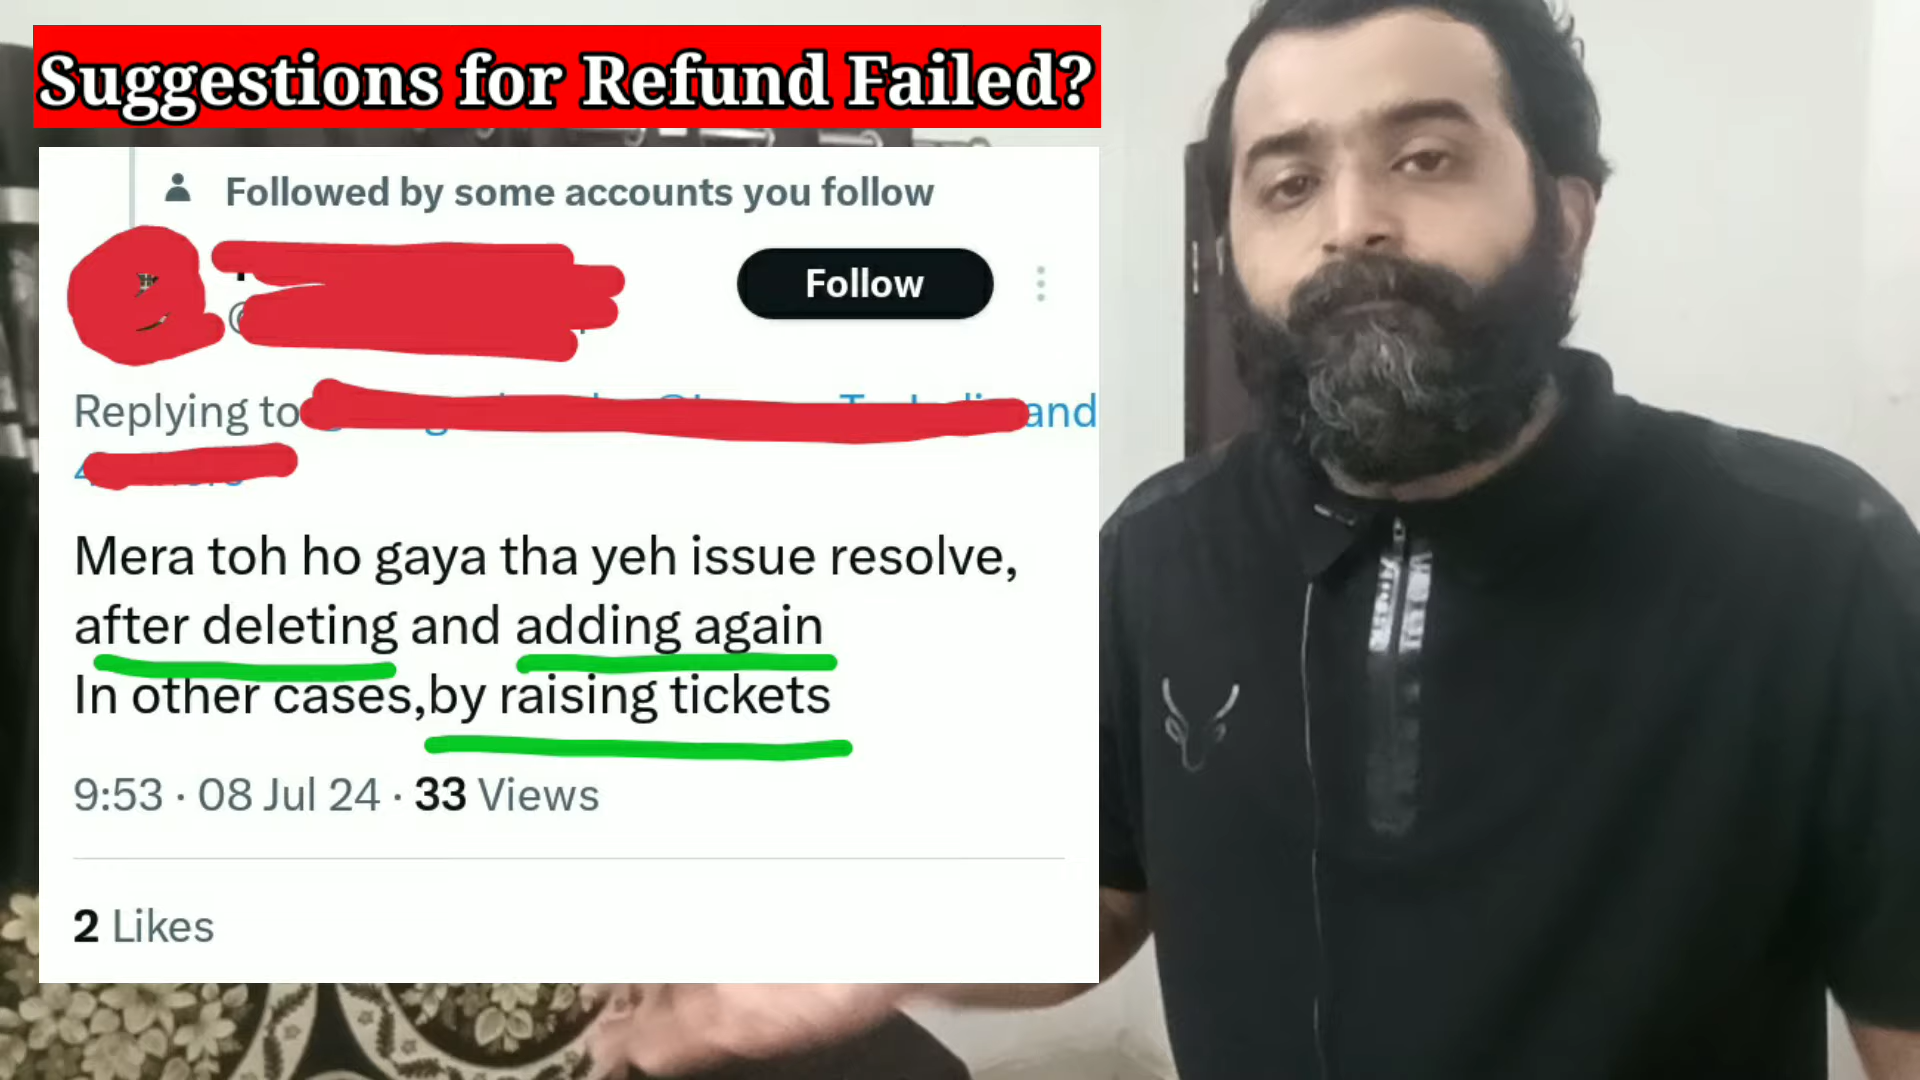 Suggestions for Refund Failed?
Followed by some accounts you follow
Follow
Replying to and
Mera toh ho gaya tha yeh issue resolve,
after deleting and adding again
In other cases,by raising tickets
9:53 · 08 Jul 24 · 33 Views
2 Likes